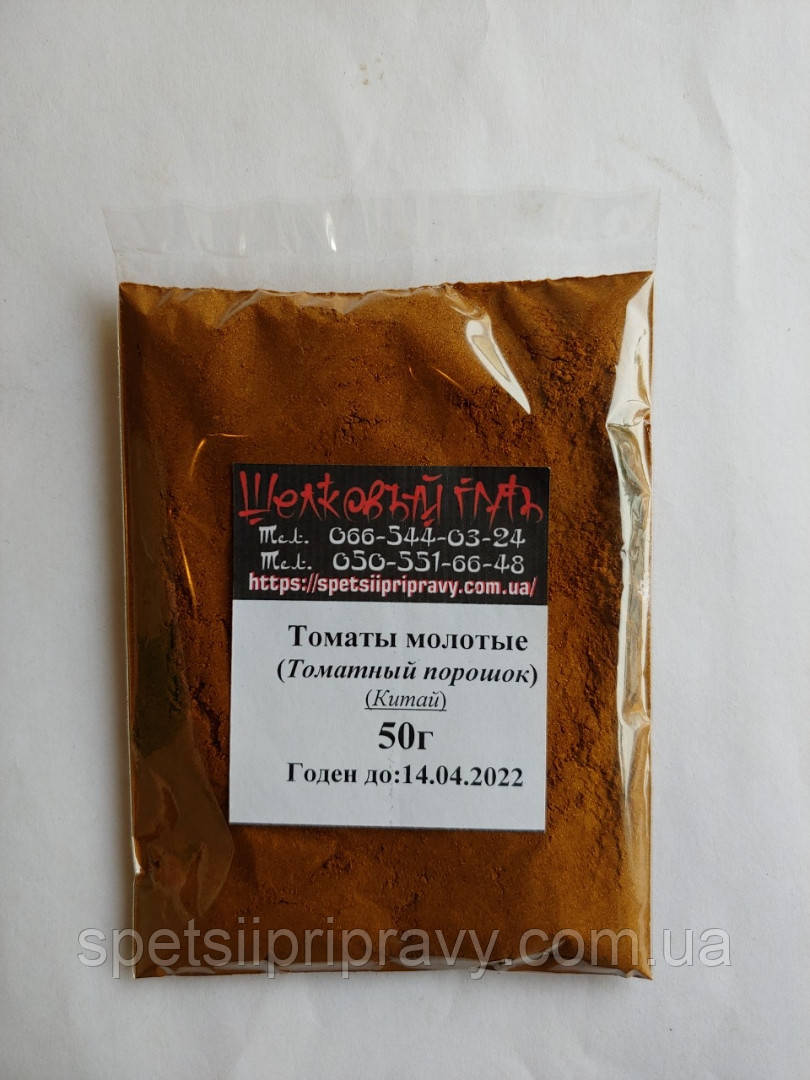 Шелковый путь
Тел. 066-544-03-24
Тел. 050-551-66-48
https://spetsiipripravy.com.ua/
Томаты молотые
(Томатный порошок)
(Китай)
50г
Годен до:14.04.2022
spetsiipripravy.com.ua